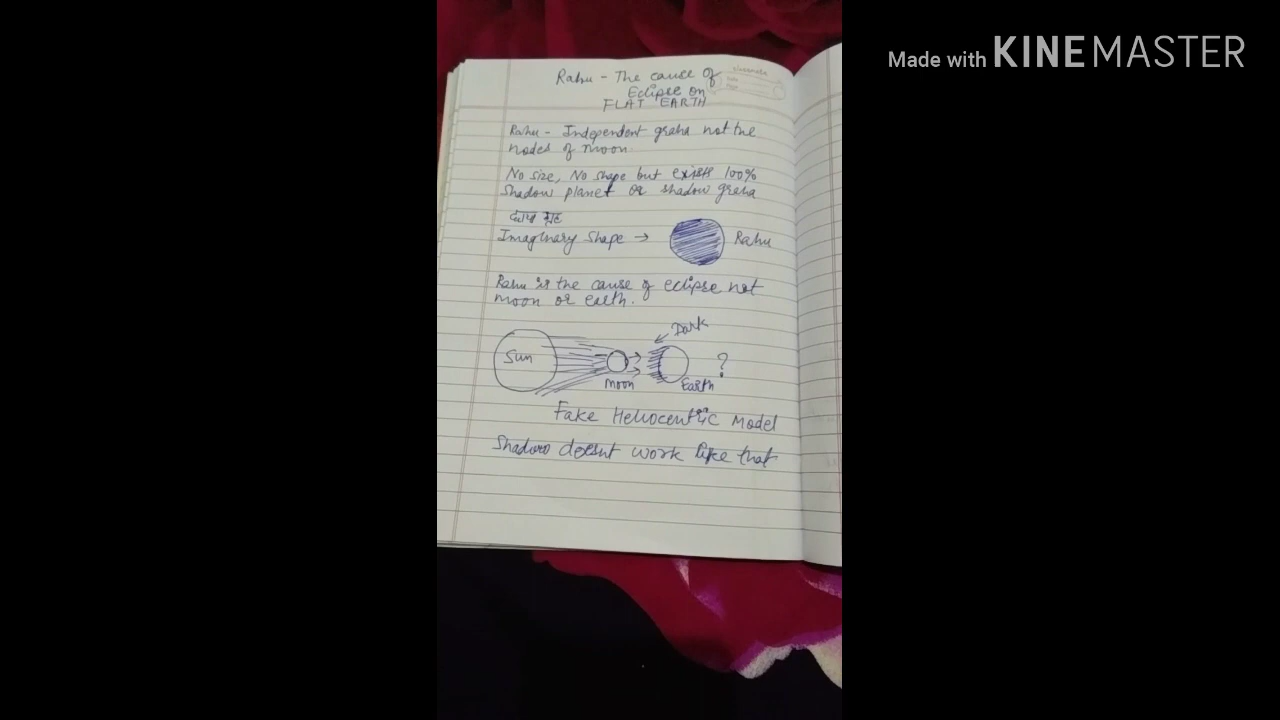 Made with KINEMASTER
Rahu - The cause of
Eclipse on
FLAT EARTH
Rahu - Independent graha not the
nodes of moon
No size, No shape but exists 100%
Shadow planet or shadow graha
Imaginary Shape → Rahu
Rahu is the cause of eclipse not
moon or earth.
Dark
Sun
Moon
Earth
?
Fake Heliocentric Model
Shadow doesnt work like that